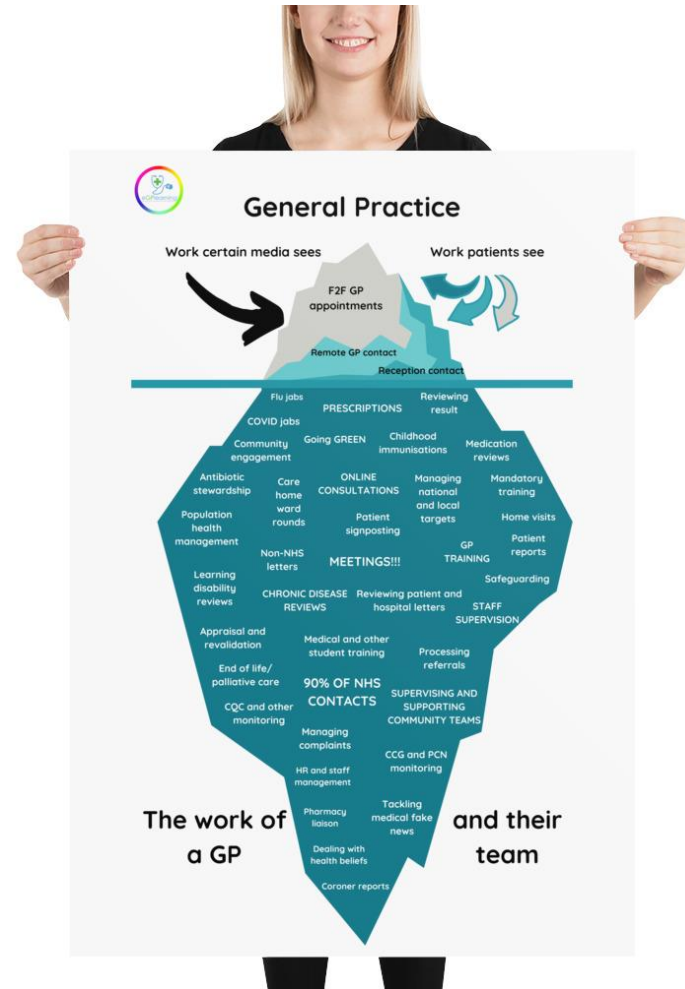 eGPlearning
General Practice
Work certain media sees
Work patients see
F2F GP
appointments
Remote GP contact
Reception contact
Flu jabs
PRESCRIPTIONS
Reviewing
result
COVID jabs
Community
engagement
Going GREEN
Childhood
immunisations
Medication
reviews
Antibiotic
stewardship
Care
home
ward
rounds
ONLINE
CONSULTATIONS
Managing
national
and local
targets
Mandatory
training
Population
health
management
Patient
signposting
Home visits
Non-NHS
letters
MEETINGS!!!
GP
TRAINING
Patient
reports
Learning
disability
reviews
Safeguarding
CHRONIC DISEASE
REVIEWS
Reviewing patient and
hospital letters
STAFF
SUPERVISION
Appraisal and
revalidation
Medical and other
student training
Processing
referrals
End of life/
palliative care
90% OF NHS
CONTACTS
SUPERVISING AND
SUPPORTING
COMMUNITY TEAMS
CQC and other
monitoring
Managing
complaints
CCG and PCN
monitoring
HR and staff
management
The work of
a GP
Pharmacy
liaison
Tackling
medical fake
news
and their
team
Dealing with
health beliefs
Coroner reports